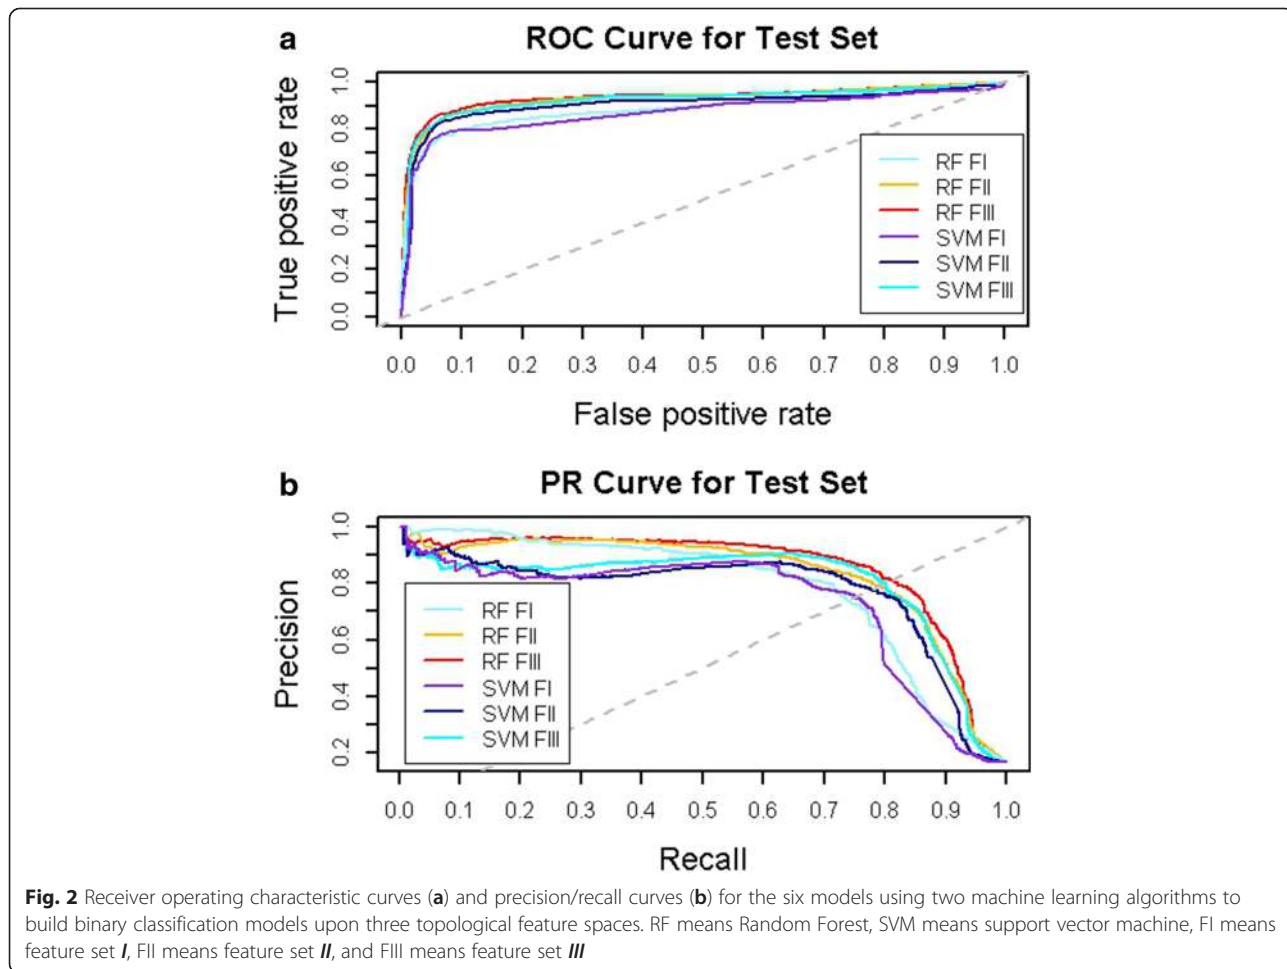 a
ROC Curve for Test Set
True positive rate
0.0 0.2 0.4 0.6 0.8 1.0
RF FI
RF FII
RF FIII
SVM FI
SVM FII
SVM FIII
0.0 0.1 0.2 0.3 0.4 0.5 0.6 0.7 0.8 0.9 1.0
False positive rate
b
PR Curve for Test Set
Precision
0.2 0.4 0.6 0.8 1.0
RF FI
RF FII
RF FIII
SVM FI
SVM FII
SVM FIII
0.0 0.1 0.2 0.3 0.4 0.5 0.6 0.7 0.8 0.9 1.0
Recall
Fig. 2 Receiver operating characteristic curves (a) and precision/recall curves (b) for the six models using two machine learning algorithms to
build binary classification models upon three topological feature spaces. RF means Random Forest, SVM means support vector machine, FI means
feature set I, FII means feature set II, and FIII means feature set III